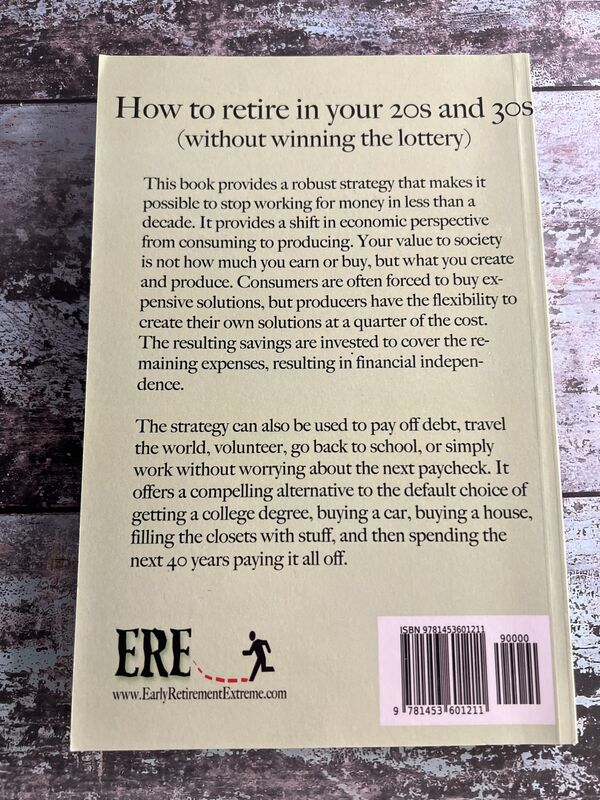 How to retire in your 20s and 30s
(without winning the lottery)
This book provides a robust strategy that makes it
possible to stop working for money in less than a
decade. It provides a shift in economic perspective
from consuming to producing. Your value to society
is not how much you earn or buy, but what you create
and produce. Consumers are often forced to buy ex-
pensive solutions, but producers have the flexibility to
create their own solutions at a quarter of the cost.
The resulting savings are invested to cover the re-
maining expenses, resulting in financial indepen-
dence.
The strategy can also be used to pay off debt, travel
the world, volunteer, go back to school, or simply
work without worrying about the next paycheck. It
offers a compelling alternative to the default choice of
getting a college degree, buying a car, buying a house,
filling the closets with stuff, and then spending the
next 40 years paying it all off.
ERE
www.EarlyRetirementExtreme.com
ISBN 9781453601211
90000
9 781453 601211